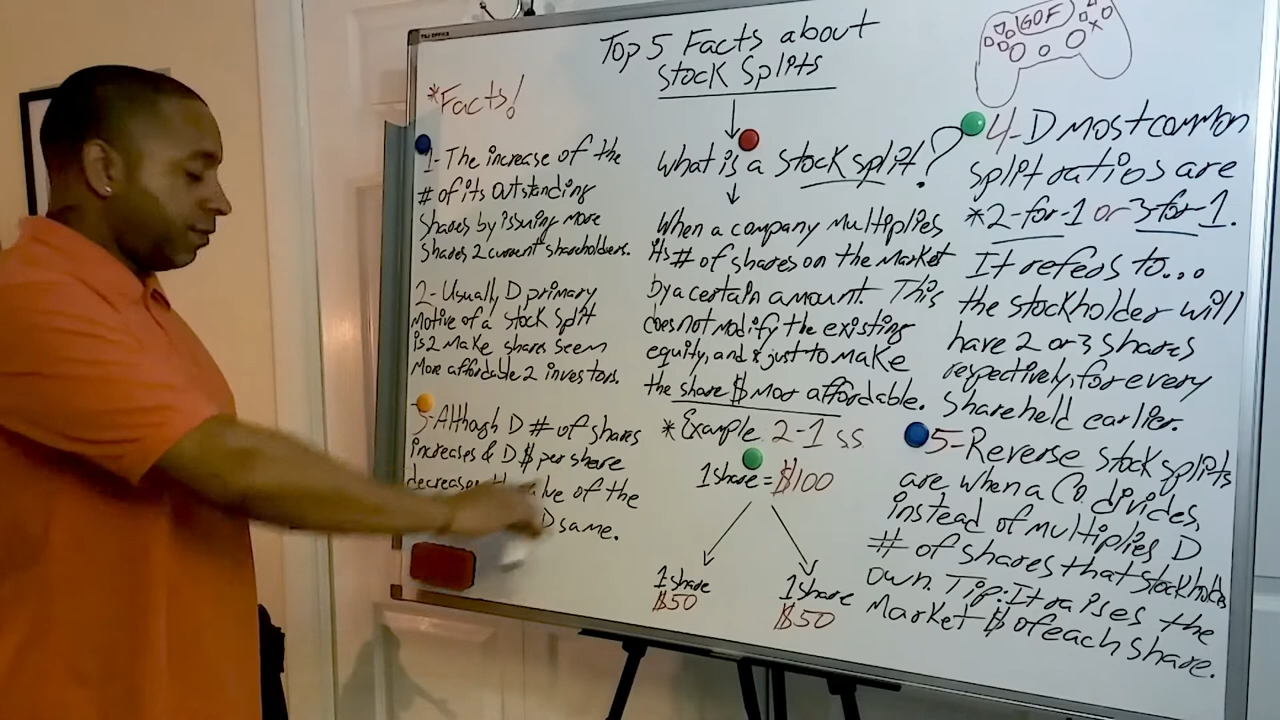 Top 5 Facts about
Stock Splits
*Facts!
1- The increase of the
# of its outstanding
shares by issuing more
shares 2 current shareholders.
2- Usually D primary
motive of a stock split
is 2 make shares seem
more affordable 2 investors.
3- Although D # of shares
increases & D $ per share
decreases the value of the
D same.
What is a stock split?
When a company multiplies
its # of shares on the market
by a certain amount. This
does not modify the existing
equity, and is just to make
the share $ more affordable.
*Example 2-1 SS
1 share = $100
1 share
$50
1 share
$50
GOF
4- D most common
split ratios are
*2-for-1 or 3-for-1.
It refers to...
the stockholder will
have 2 or 3 shares
respectively, for every
share held earlier.
5- Reverse stock splits
are when a Co divides,
instead of multiplies D
# of shares that stockholders
own. Tip: It raises the
market $ of each share.